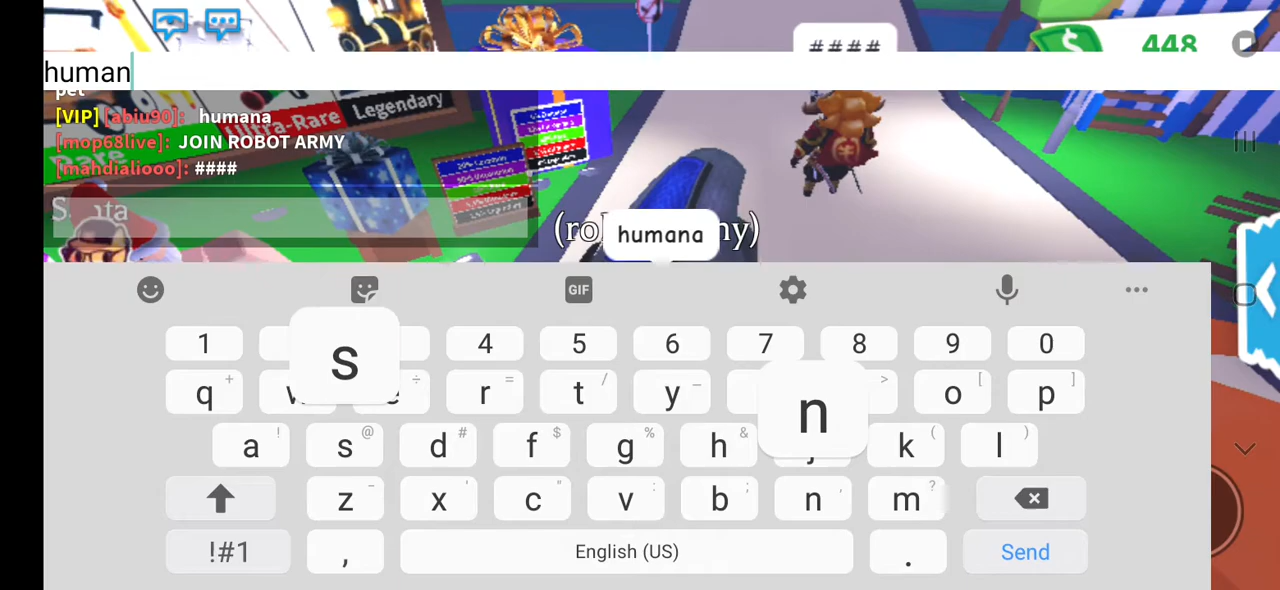 ####
448
human
pet
[VIP] [abiu90]: humana
[mop68live]: JOIN ROBOT ARMY
[mahdialiooo]: ####
Ultra-Rare
Legendary
humana
GIF
1 4 5 6 7 8 9 0
s
q + r = t / y _ > o [ p ]
n
a ! s @ d # f $ g % h & k ( l )
z x ' c " v : b ; n , m ?
!#1 , English (US) . Send